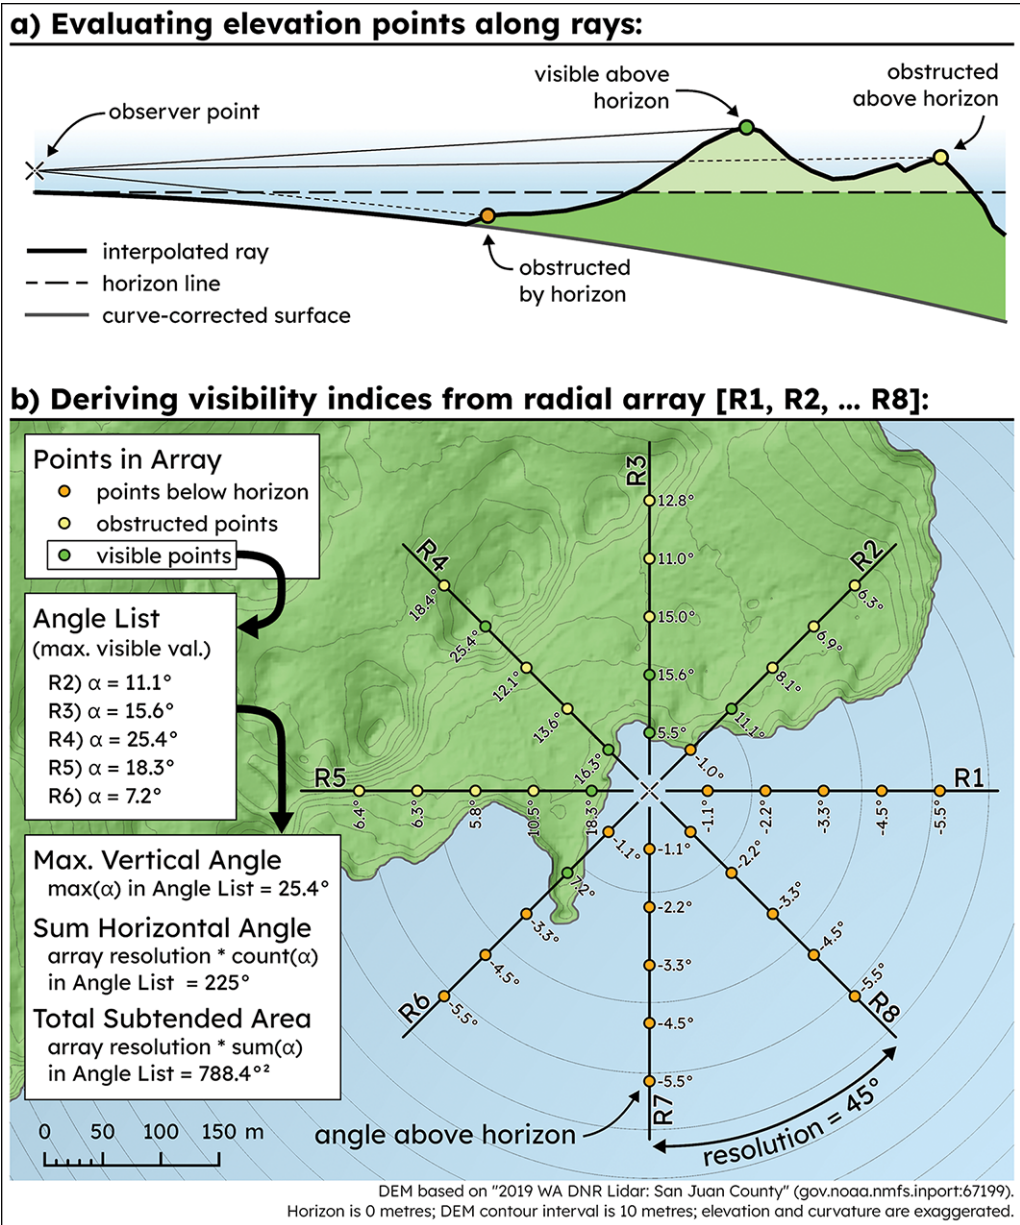 a) Evaluating elevation points along rays:
visible above
horizon
obstructed
above horizon
observer point
interpolated ray
horizon line
curve-corrected surface
obstructed
by horizon
b) Deriving visibility indices from radial array [R1, R2, ... R8]:
Points in Array
points below horizon
obstructed points
visible points
Angle List
(max. visible val.)
R2) α = 11.1°
R3) α = 15.6°
R4) α = 25.4°
R5) α = 18.3°
R6) α = 7.2°
Max. Vertical Angle
max(α) in Angle List = 25.4°
Sum Horizontal Angle
array resolution * count(α)
in Angle List = 225°
Total Subtended Area
array resolution * sum(α)
in Angle List = 788.4°²
R3
12.8°
11.0°
15.0°
15.6°
5.5°
R4
18.4°
25.4°
12.1°
13.6°
16.3°
R2
6.3°
6.9°
8.1°
11.1°
-1.0°
R5
6.4°
6.3°
5.8°
10.5°
18.3°
R1
-1.1°
-2.2°
-3.3°
-4.5°
-5.5°
R6
-1.1°
7.2°
-3.3°
-4.5°
-5.5°
R7
-1.1°
-2.2°
-3.3°
-4.5°
-5.5°
R8
-2.2°
-3.3°
-4.5°
-5.5°
angle above horizon
resolution = 45°
0 50 100 150 m
DEM based on "2019 WA DNR Lidar: San Juan County" (gov.noaa.nmfs.inport:67199).
Horizon is 0 metres; DEM contour interval is 10 metres; elevation and curvature are exaggerated.